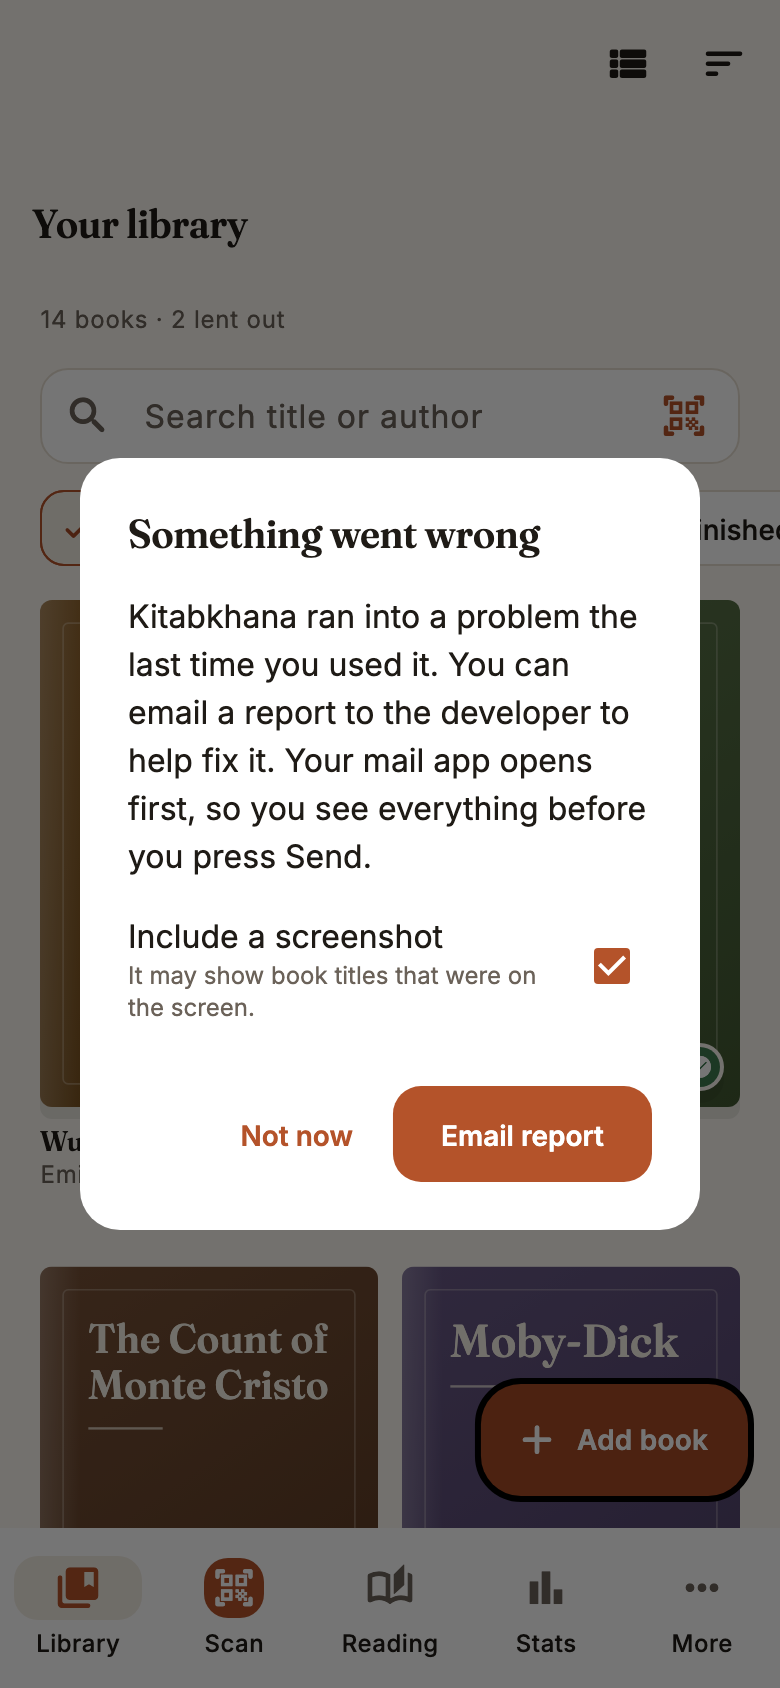 Your library
14 books · 2 lent out
Search title or author
Something went wrong
Kitabkhana ran into a problem the
last time you used it. You can
email a report to the developer to
help fix it. Your mail app opens
first, so you see everything before
you press Send.
Include a screenshot
It may show book titles that were on
the screen.
Not now
Email report
The Count of
Monte Cristo
Moby-Dick
Add book
Library
Scan
Reading
Stats
More